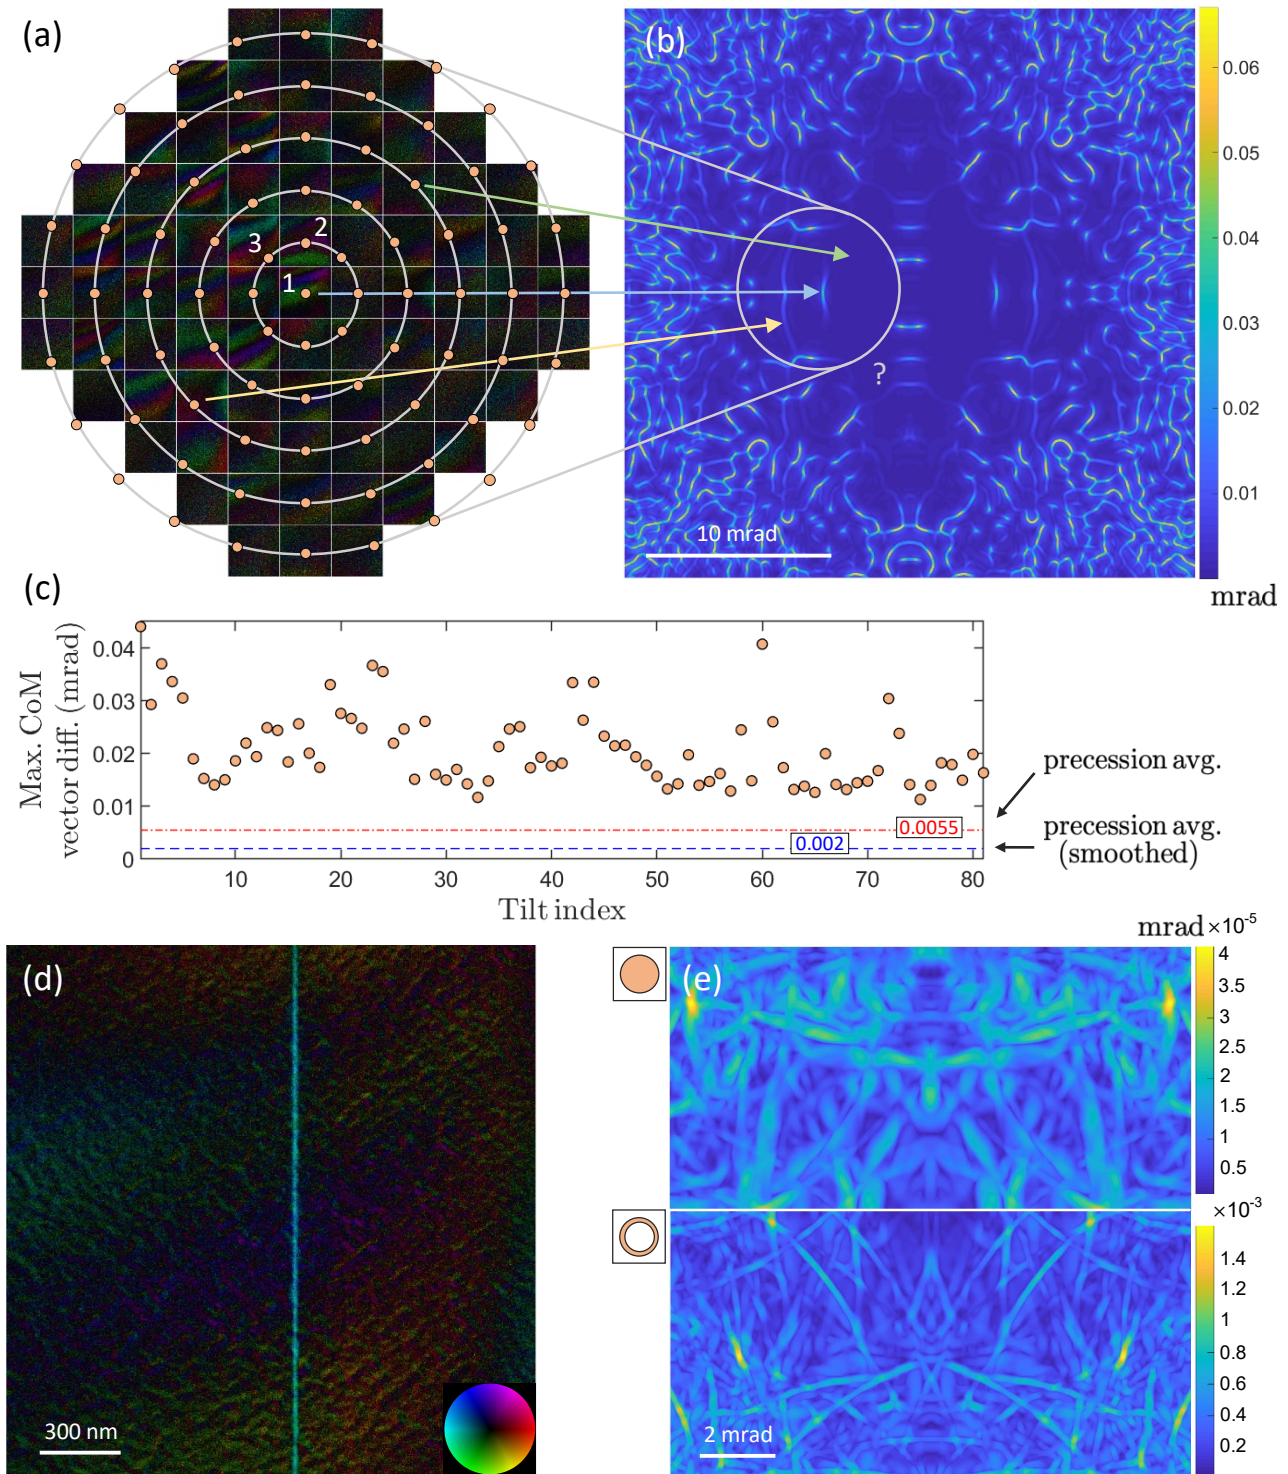 (a)
2
3
1
(b)
?
10 mrad
0.06
0.05
0.04
0.03
0.02
0.01
mrad
(c)
Max. CoM
vector diff. (mrad)
0.04
0.03
0.02
0.01
0
10
20
30
40
50
60
70
80
Tilt index
0.0055
0.002
precession avg.
precession avg.
(smoothed)
(d)
300 nm
(e)
mrad ×10⁻⁵
4
3.5
3
2.5
2
1.5
1
0.5
×10⁻³
1.4
1.2
1
0.8
0.6
0.4
0.2
2 mrad